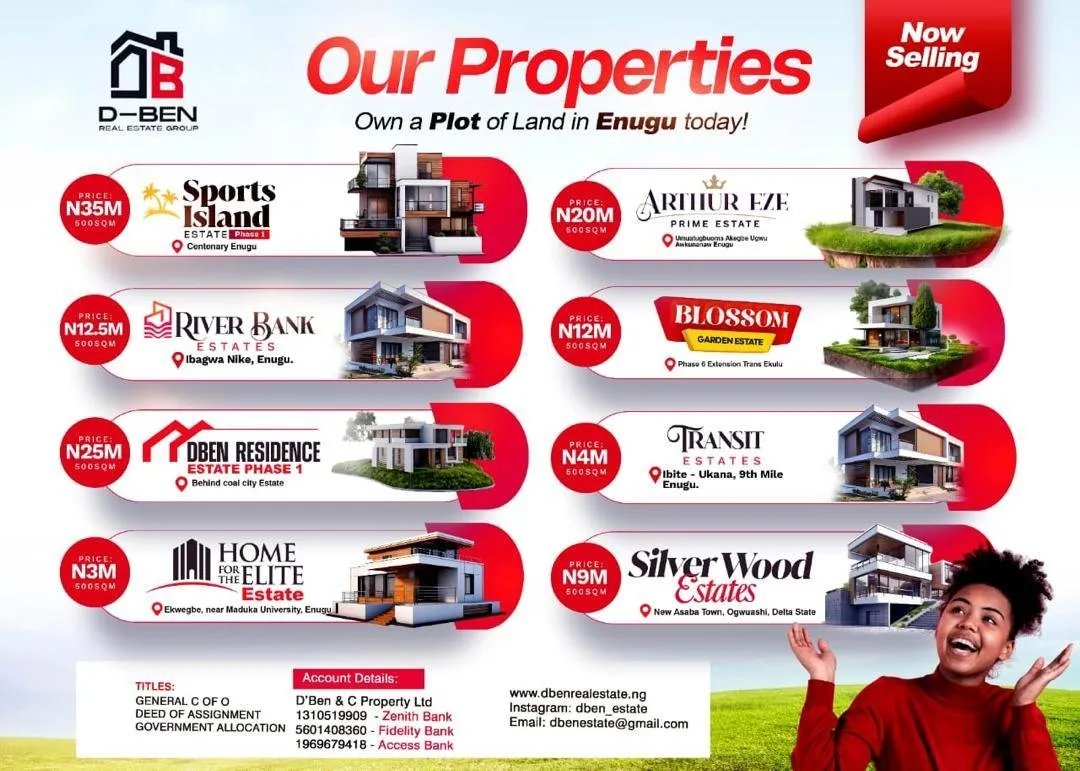 D-BEN
REAL ESTATE GROUP
Our Properties
Own a Plot of Land in Enugu today!
Now
Selling
PRICE:
N35M
500SQM
Sports
Island
ESTATE Phase 1
Centenary Enugu
PRICE:
N20M
500SQM
ARTHUR EZE
PRIME ESTATE
Umuatugbuoma Akegbe Ugwu
Awkunanaw Enugu
PRICE:
N12.5M
500SQM
RIVER BANK
ESTATES
Ibagwa Nike, Enugu.
PRICE:
N12M
500SQM
BLOSSOM
GARDEN ESTATE
Phase 6 Extension Trans Ekulu
PRICE:
N25M
500SQM
DBEN RESIDENCE
ESTATE PHASE 1
Behind coal city Estate
PRICE:
N4M
500SQM
TRANSIT
ESTATES
Ibite - Ukana, 9th Mile
Enugu.
PRICE:
N3M
500SQM
HOME
FOR THE ELITE
Estate
Ekwegbe, near Maduka University, Enugu
PRICE:
N9M
500SQM
Silver Wood
Estates
New Asaba Town, Ogwuashi, Delta State
TITLES:
GENERAL C OF O
DEED OF ASSIGNMENT
GOVERNMENT ALLOCATION
Account Details:
D'Ben & C Property Ltd
1310519909 - Zenith Bank
5601408360 - Fidelity Bank
1969679418 - Access Bank
www.dbenrealestate.ng
Instagram: dben_estate
Email: dbenestate@gmail.com